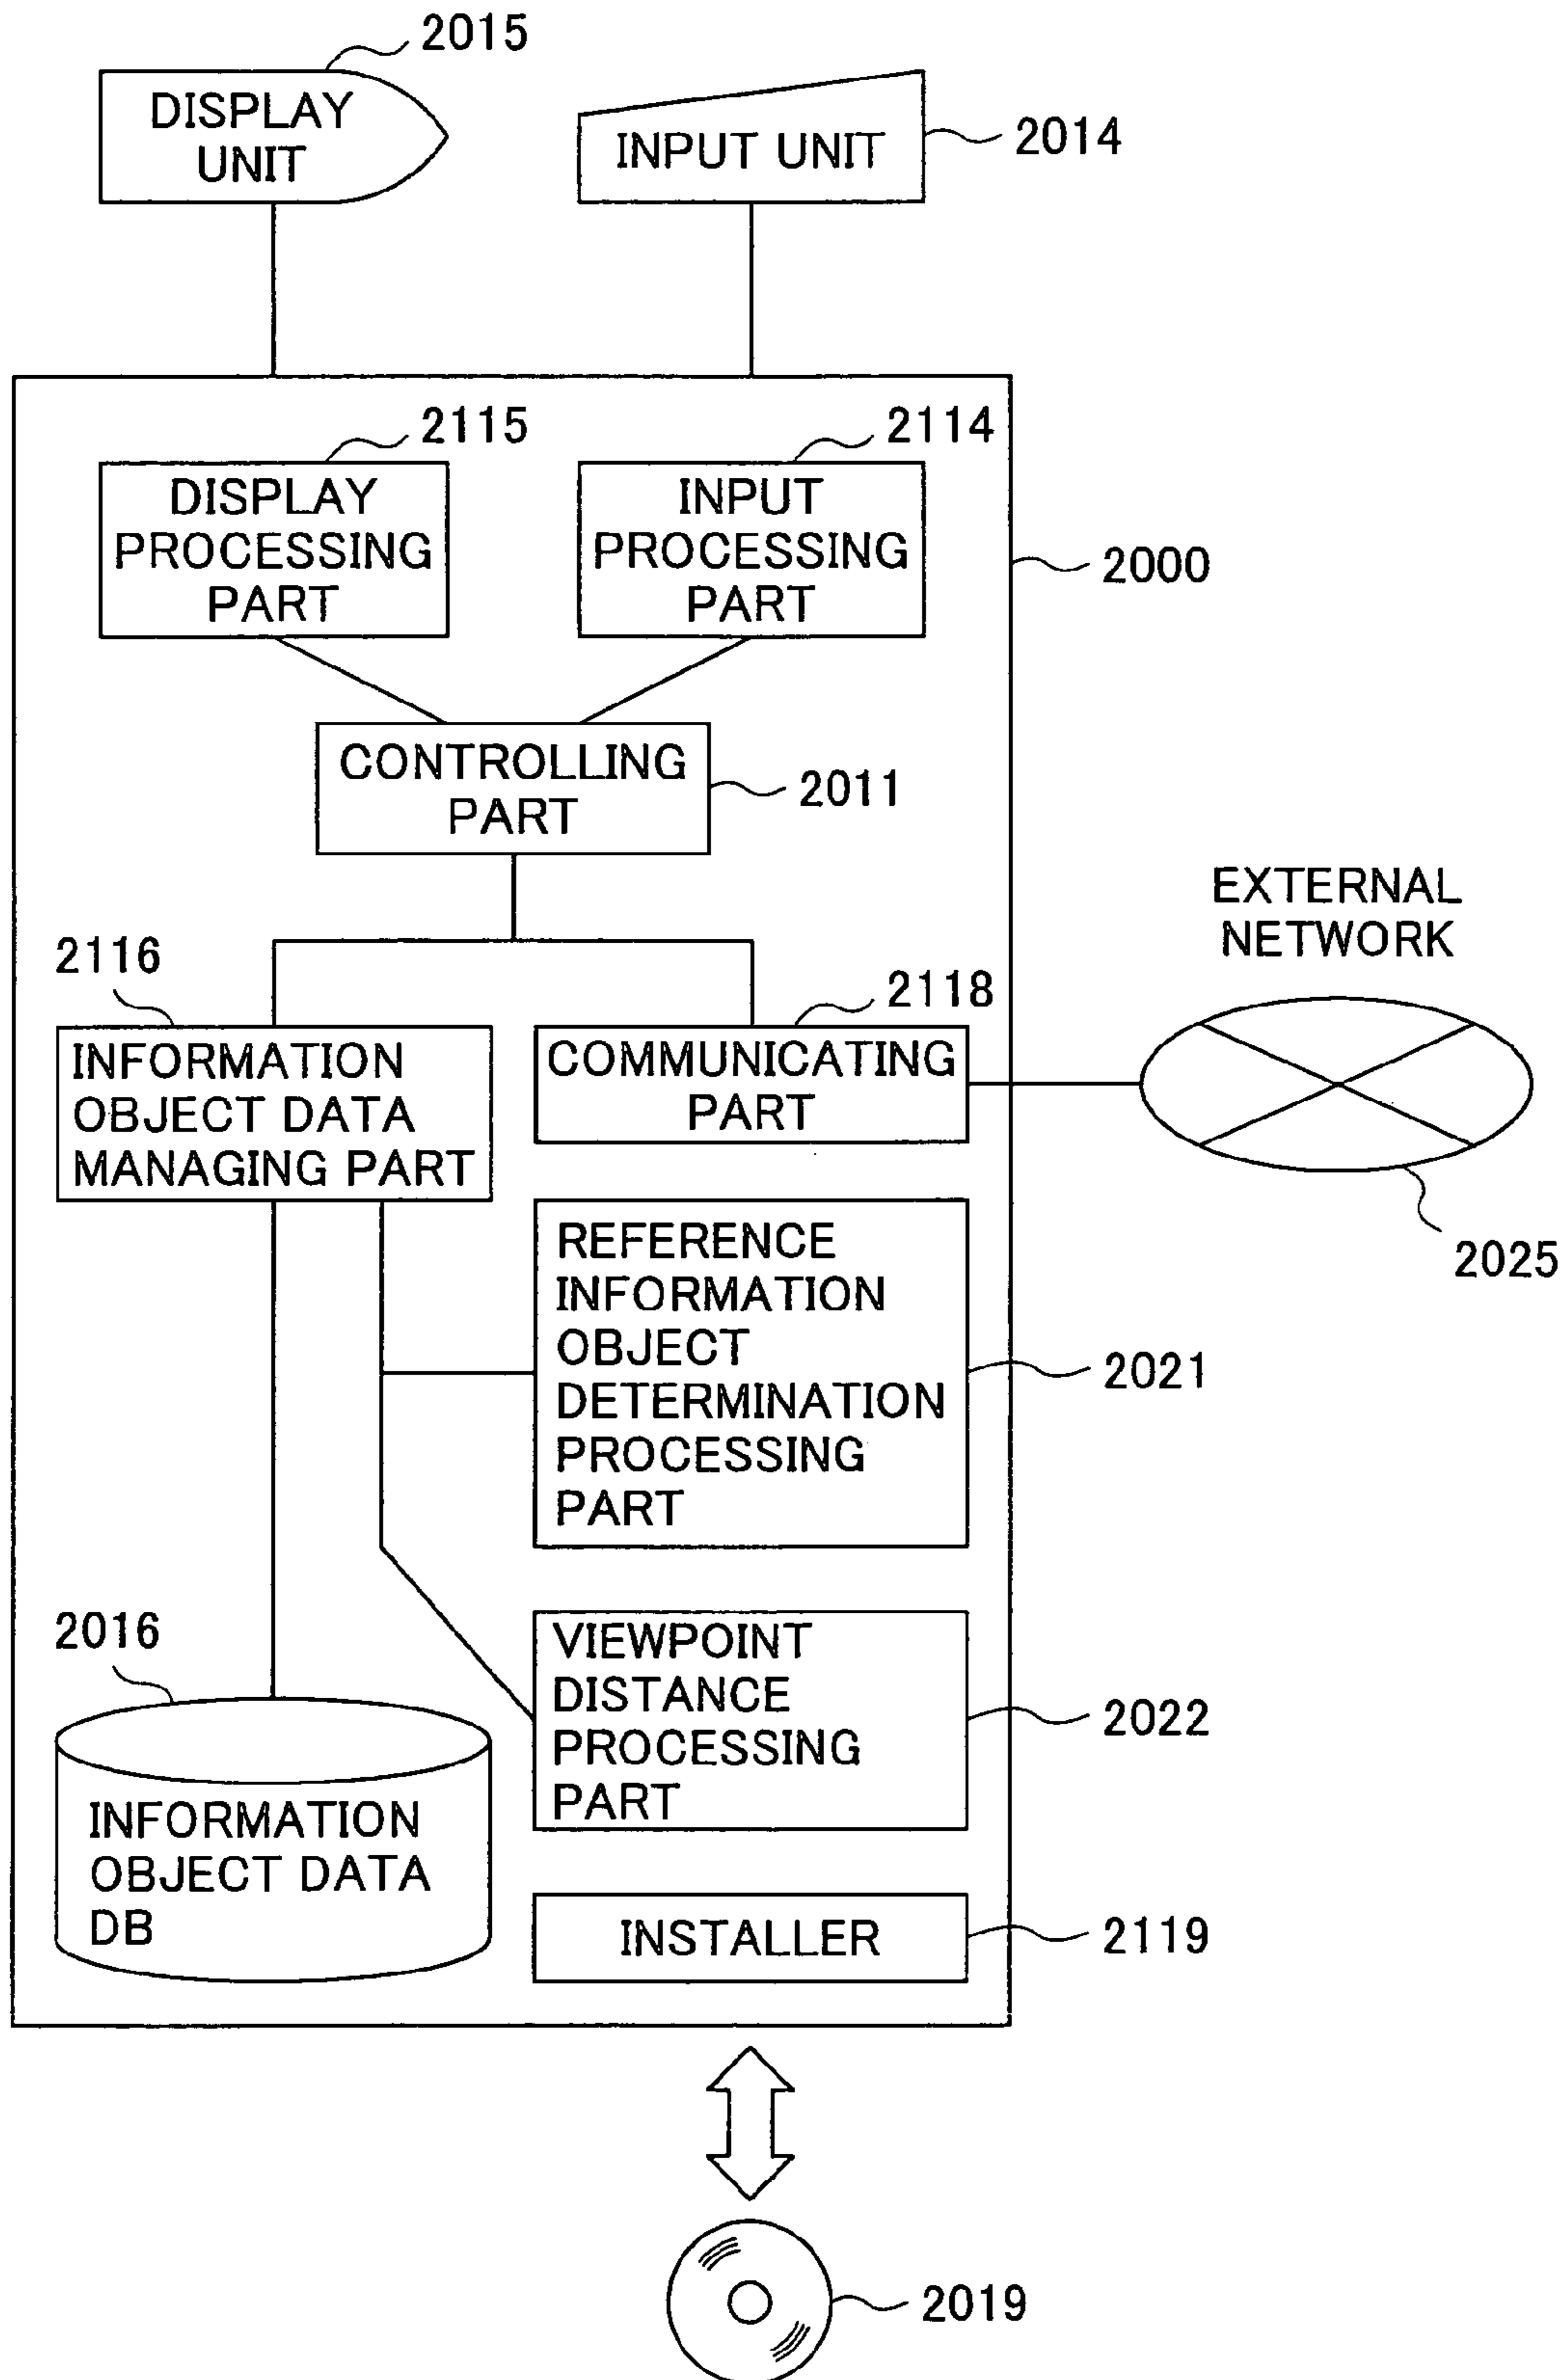 2015
DISPLAY
UNIT
INPUT UNIT
2014
2115
2114
DISPLAY
PROCESSING
PART
INPUT
PROCESSING
PART
2000
CONTROLLING
PART
2011
EXTERNAL
NETWORK
2116
2118
INFORMATION
OBJECT DATA
MANAGING PART
COMMUNICATING
PART
2025
REFERENCE
INFORMATION
OBJECT
DETERMINATION
PROCESSING
PART
2021
2016
VIEWPOINT
DISTANCE
PROCESSING
PART
2022
INFORMATION
OBJECT DATA
DB
INSTALLER
2119
2019